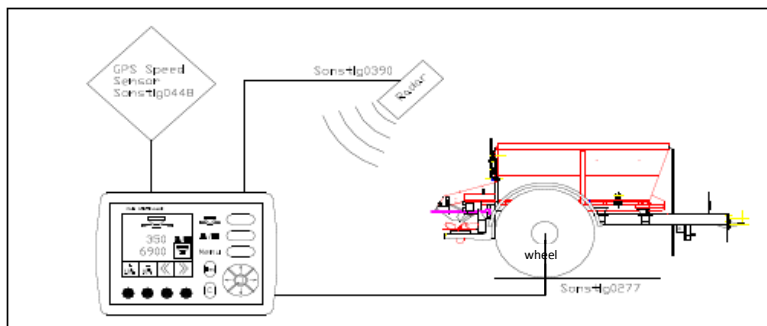 GPS Speed
Sensor
Sonstlg0448
Sonstlg0390
Radar
350
6900
Menu
wheel
Sonstlg0277